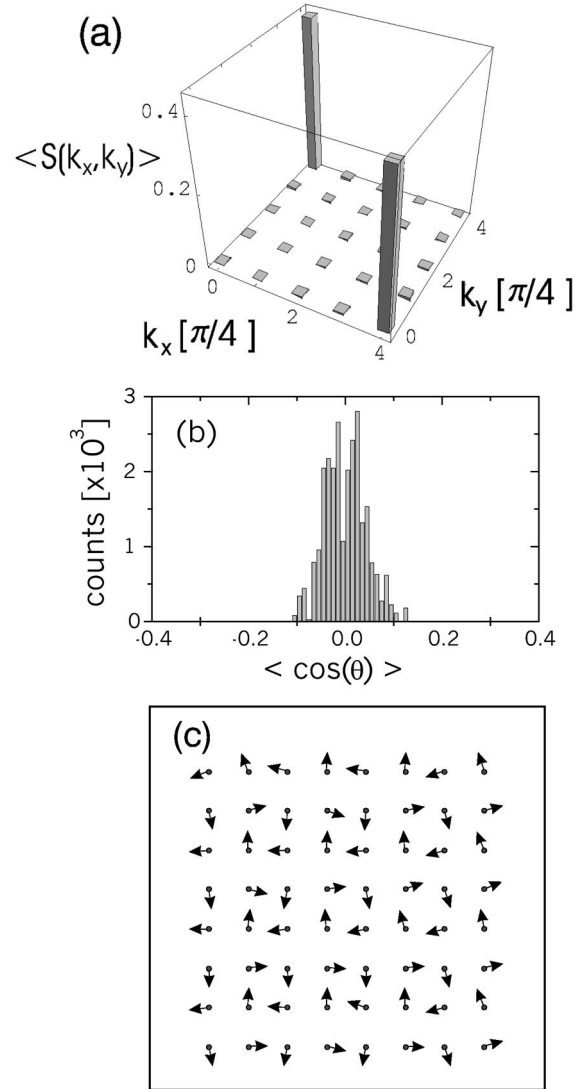 (a)
0.4
<S(kx,ky)>
0.2
0
0
2
4
kx [π/4]
0
2
4
ky [π/4]
(b)
3
2
1
0
counts [x10³]
-0.4
-0.2
0.0
0.2
0.4
< cos(θ) >
(c)